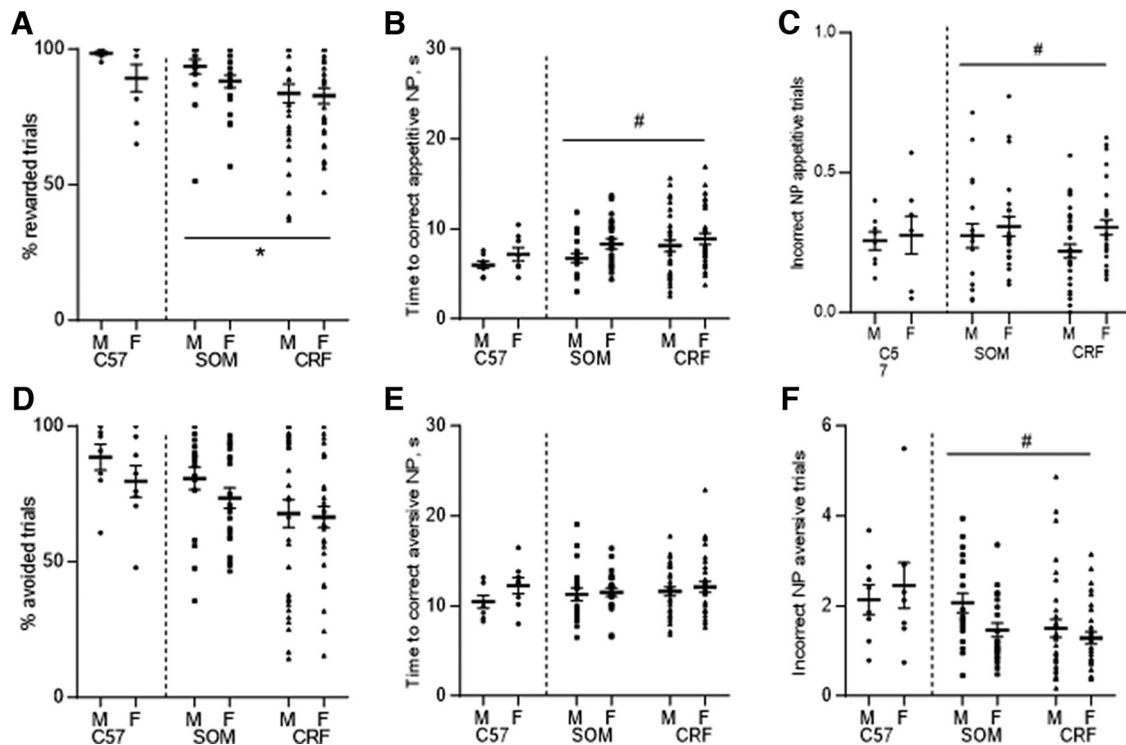 A
% rewarded trials
100
50
0
*
M F M F M F
C57 SOM CRF
B
Time to correct appetitive NP, s
30
20
10
0
#
M F M F M F
C57 SOM CRF
C
Incorrect NP appetitive trials
1.0
0.5
0.0
#
M F M F M F
C5 SOM CRF
7
D
% avoided trials
100
50
0
M F M F M F
C57 SOM CRF
E
Time to correct aversive NP, s
30
20
10
0
M F M F M F
C57 SOM CRF
F
Incorrect NP aversive trials
6
4
2
0
#
M F M F M F
C57 SOM CRF